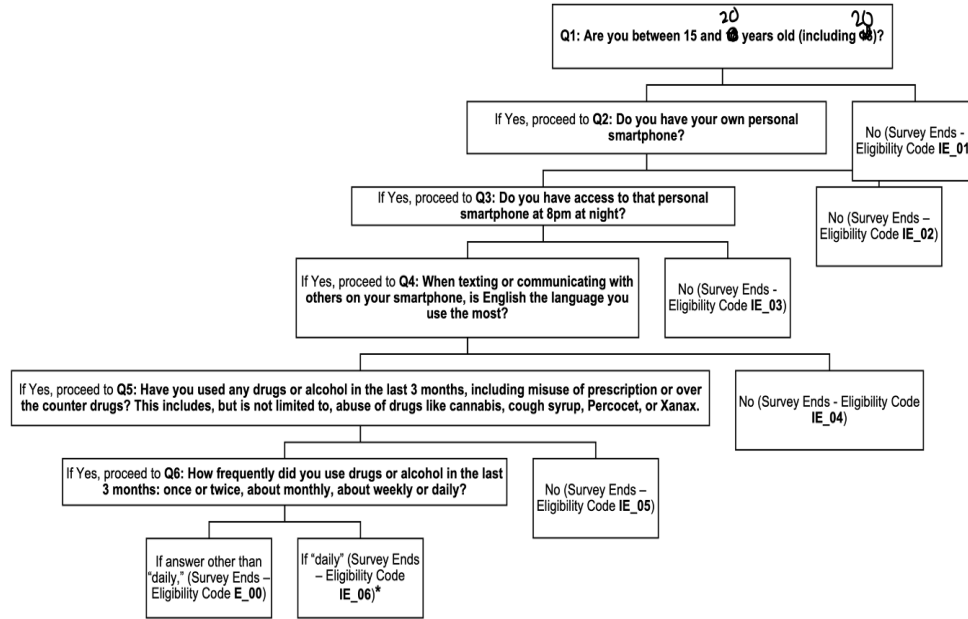 20 20
Q1: Are you between 15 and years old (including )?
If Yes, proceed to Q2: Do you have your own personal
smartphone?
No (Survey Ends -
Eligibility Code IE_01
If Yes, proceed to Q3: Do you have access to that personal
smartphone at 8pm at night?
No (Survey Ends –
Eligibility Code IE_02)
If Yes, proceed to Q4: When texting or communicating with
others on your smartphone, is English the language you
use the most?
No (Survey Ends -
Eligibility Code IE_03)
If Yes, proceed to Q5: Have you used any drugs or alcohol in the last 3 months, including misuse of prescription or over
the counter drugs? This includes, but is not limited to, abuse of drugs like cannabis, cough syrup, Percocet, or Xanax.
No (Survey Ends - Eligibility Code
IE_04)
If Yes, proceed to Q6: How frequently did you use drugs or alcohol in the last
3 months: once or twice, about monthly, about weekly or daily?
No (Survey Ends –
Eligibility Code IE_05)
If answer other than
“daily,” (Survey Ends –
Eligibility Code E_00)
If “daily” (Survey Ends
– Eligibility Code
IE_06)*